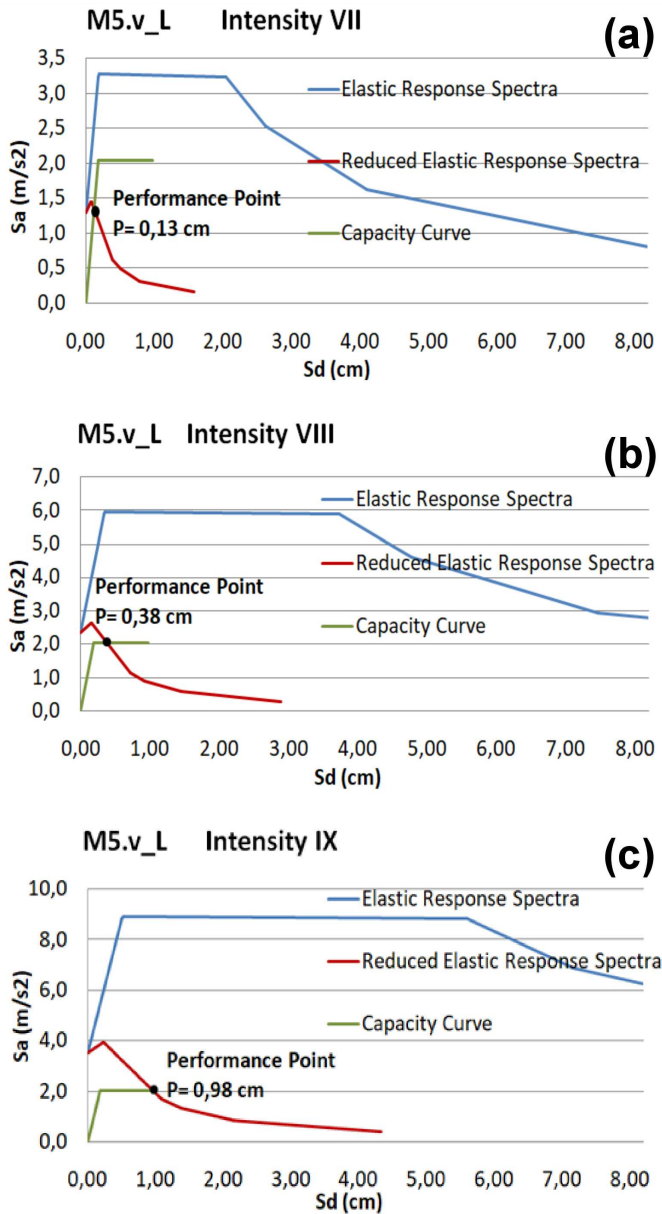 M5.v_L Intensity VII (a)
3,5
3,0
2,5
2,0
1,5
1,0
0,5
0,0
Sa (m/s2)
Elastic Response Spectra
Reduced Elastic Response Spectra
Performance Point
P= 0,13 cm
Capacity Curve
0,00 1,00 2,00 3,00 4,00 5,00 6,00 7,00 8,00
Sd (cm)
M5.v_L Intensity VIII (b)
7,0
6,0
5,0
4,0
3,0
2,0
1,0
0,0
Sa (m/s2)
Elastic Response Spectra
Reduced Elastic Response Spectra
Performance Point
P= 0,38 cm
Capacity Curve
0,00 1,00 2,00 3,00 4,00 5,00 6,00 7,00 8,00
Sd (cm)
M5.v_L Intensity IX (c)
10,0
8,0
6,0
4,0
2,0
0,0
Sa (m/s2)
Elastic Response Spectra
Reduced Elastic Response Spectra
Capacity Curve
Performance Point
P= 0,98 cm
0,00 1,00 2,00 3,00 4,00 5,00 6,00 7,00 8,00
Sd (cm)